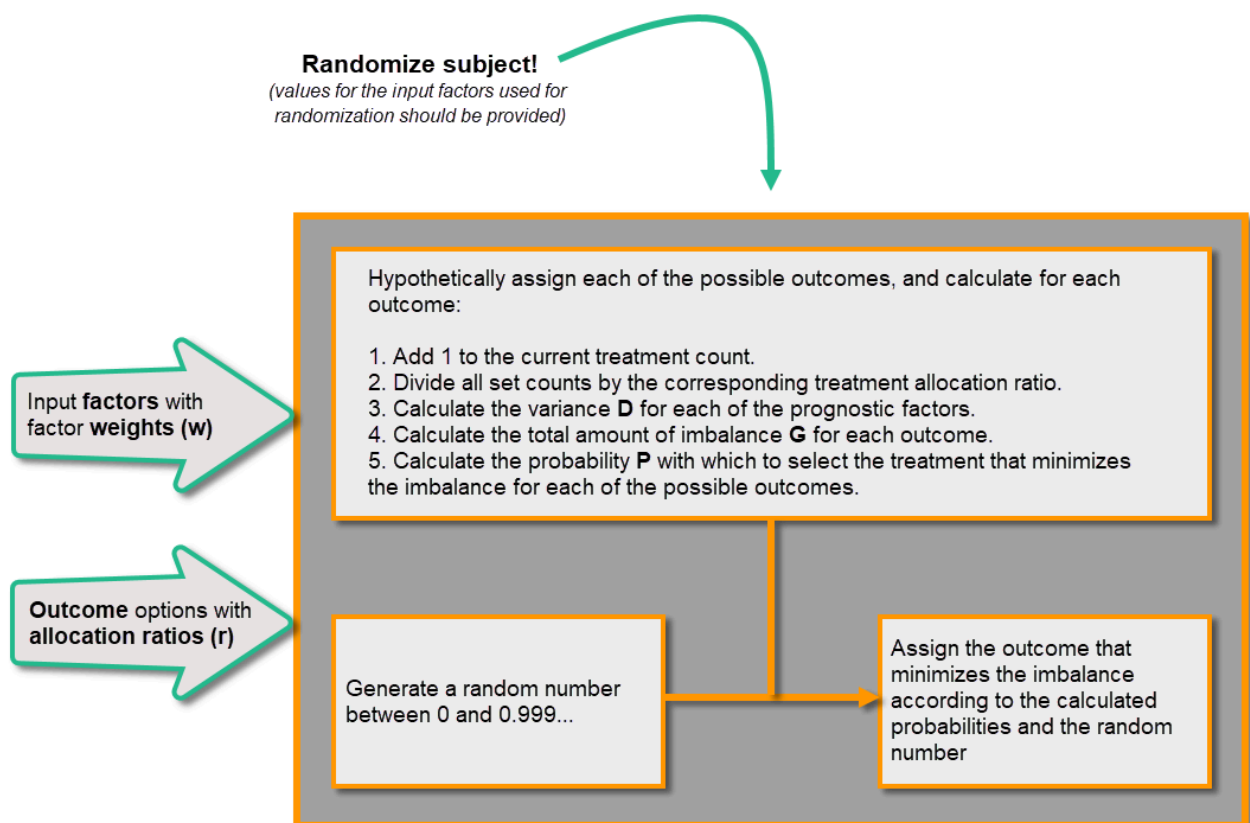 Randomize subject!
(values for the input factors used for
randomization should be provided)
Hypothetically assign each of the possible outcomes, and calculate for each
outcome:
1. Add 1 to the current treatment count.
2. Divide all set counts by the corresponding treatment allocation ratio.
3. Calculate the variance D for each of the prognostic factors.
4. Calculate the total amount of imbalance G for each outcome.
5. Calculate the probability P with which to select the treatment that minimizes
the imbalance for each of the possible outcomes.
Input factors with
factor weights (w)
Outcome options with
allocation ratios (r)
Generate a random number
between 0 and 0.999...
Assign the outcome that
minimizes the imbalance
according to the calculated
probabilities and the random
number